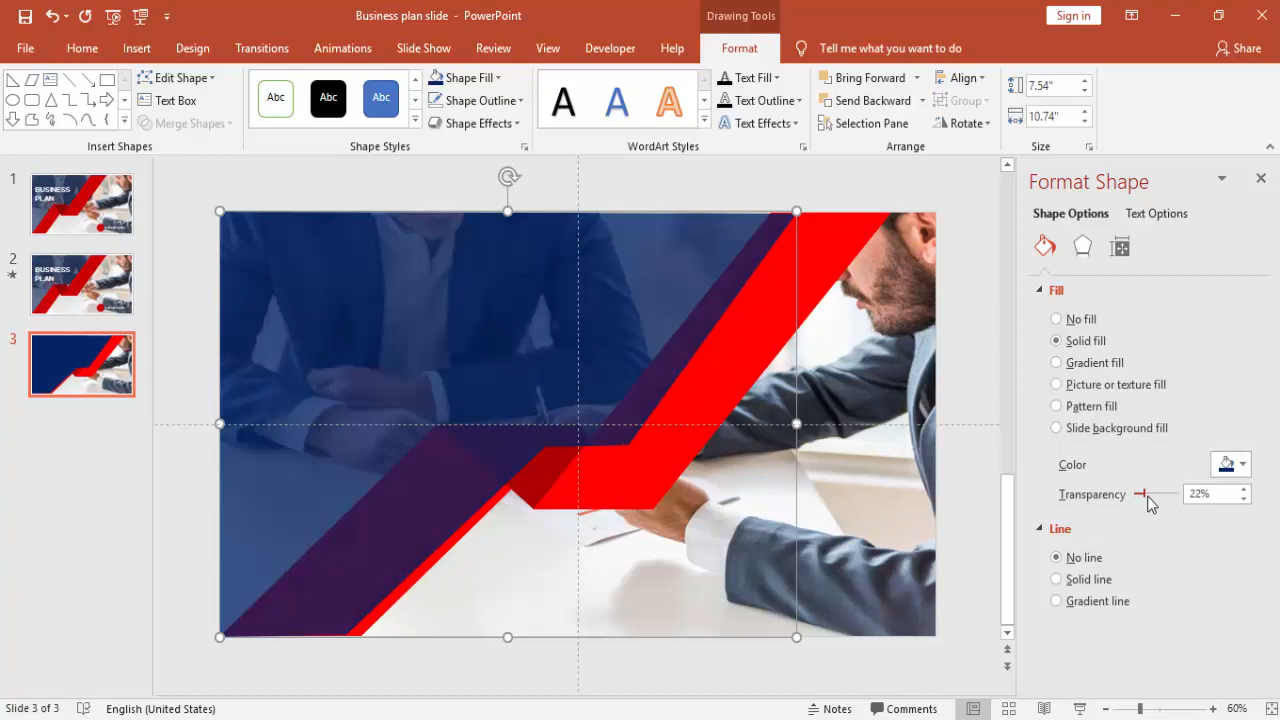 Business plan slide - PowerPoint
Drawing Tools
Sign in
File Home Insert Design Transitions Animations Slide Show Review View Developer Help Format Tell me what you want to do Share
Edit Shape
Text Box
Merge Shapes
Insert Shapes
Abc Abc Abc
Shape Fill
Shape Outline
Shape Effects
Shape Styles
A A A
Text Fill
Text Outline
Text Effects
WordArt Styles
Bring Forward
Send Backward
Selection Pane
Align
Group
Rotate
Arrange
7.54"
10.74"
Size
1
BUSINESS
PLAN
2
BUSINESS
PLAN
3
Format Shape
Shape Options Text Options
Fill
No fill
Solid fill
Gradient fill
Picture or texture fill
Pattern fill
Slide background fill
Color
Transparency 22%
Line
No line
Solid line
Gradient line
Slide 3 of 3 English (United States) Notes Comments 60%